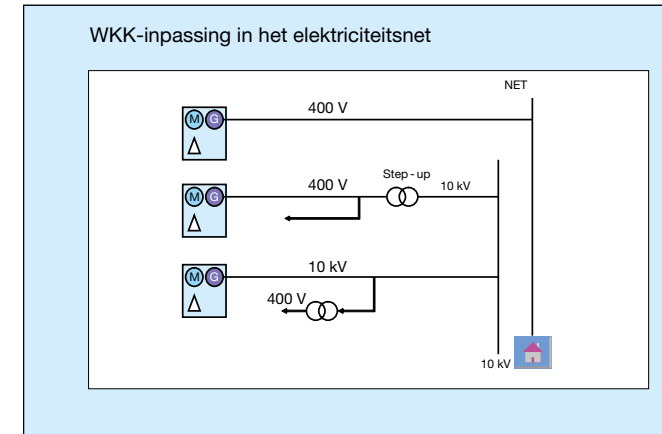 WKK-inpassing in het elektriciteitsnet
NET
400 V
M G
Step-up
400 V
10 kV
M G
10 kV
M G
400 V
10 kV